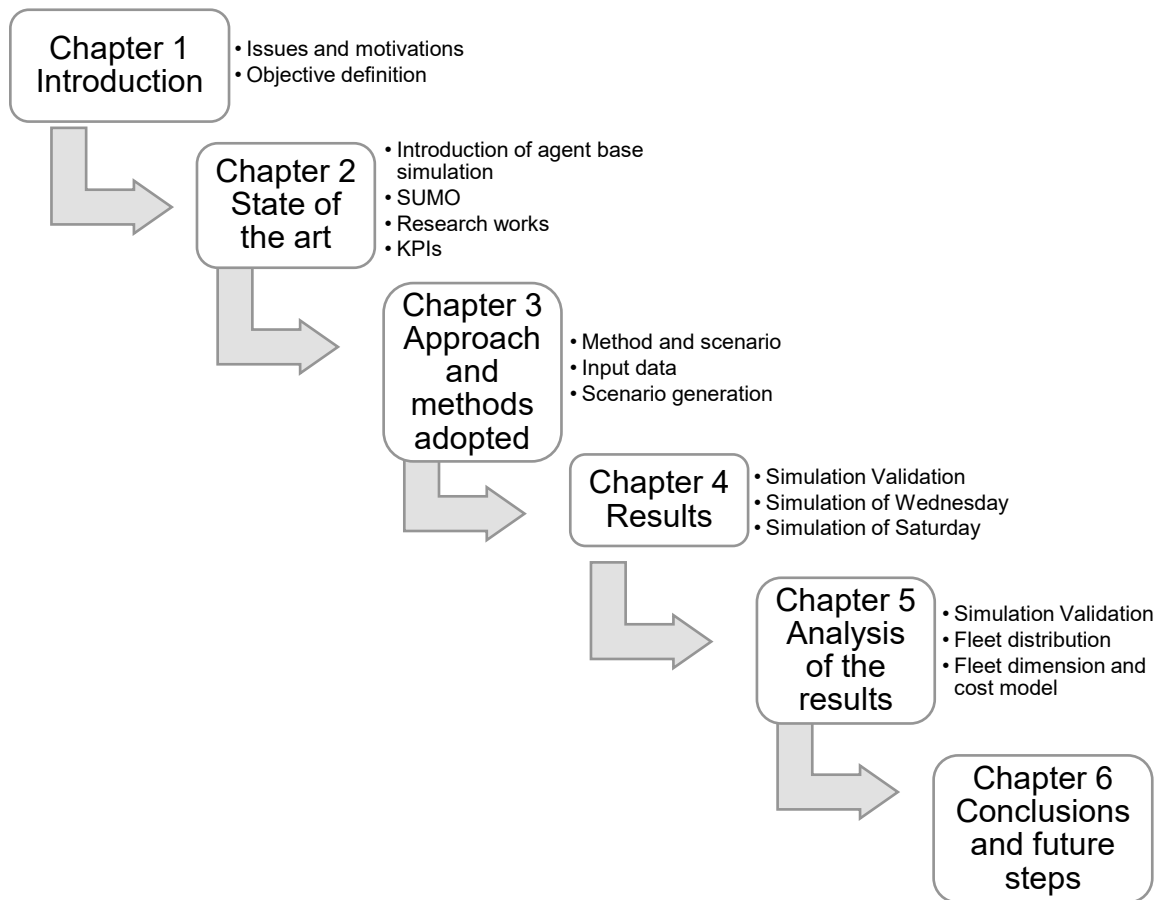 Chapter 1
Introduction
• Issues and motivations
• Objective definition
Chapter 2
State of
the art
• Introduction of agent base
simulation
• SUMO
• Research works
• KPIs
Chapter 3
Approach
and
methods
adopted
• Method and scenario
• Input data
• Scenario generation
Chapter 4
Results
• Simulation Validation
• Simulation of Wednesday
• Simulation of Saturday
Chapter 5
Analysis
of the
results
• Simulation Validation
• Fleet distribution
• Fleet dimension and
cost model
Chapter 6
Conclusions
and future
steps